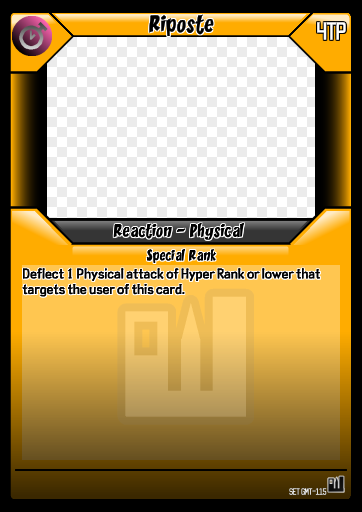 Riposte
4TP
Reaction - Physical
Special Rank
Deflect 1 Physical attack of Hyper Rank or lower that
targets the user of this card.
SET GMT-115